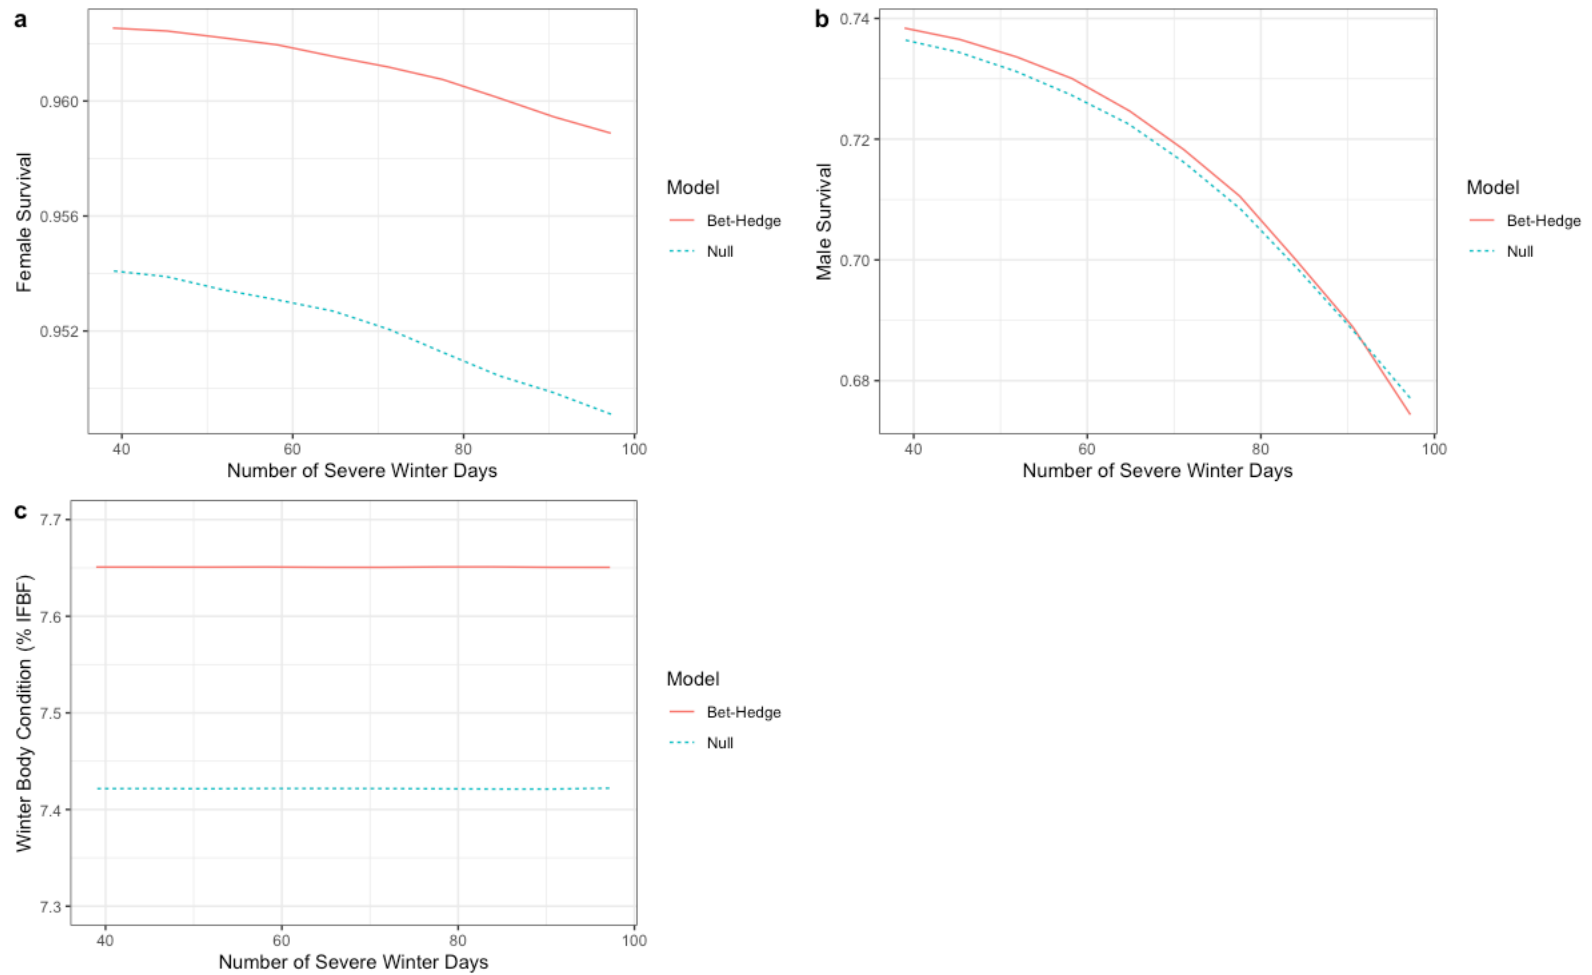 a
Female Survival
0.960
0.956
0.952
40 60 80 100
Number of Severe Winter Days
Model
Bet-Hedge
Null
b
Male Survival
0.74
0.72
0.70
0.68
40 60 80 100
Number of Severe Winter Days
Model
Bet-Hedge
Null
c
Winter Body Condition (% IFBF)
7.7
7.6
7.5
7.4
7.3
40 60 80 100
Number of Severe Winter Days
Model
Bet-Hedge
Null